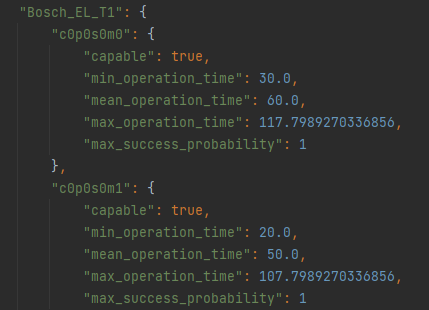 "Bosch_EL_T1": {
"c0p0s0m0": {
"capable": true,
"min_operation_time": 30.0,
"mean_operation_time": 60.0,
"max_operation_time": 117.7989270336856,
"max_success_probability": 1
},
"c0p0s0m1": {
"capable": true,
"min_operation_time": 20.0,
"mean_operation_time": 50.0,
"max_operation_time": 107.7989270336856,
"max_success_probability": 1